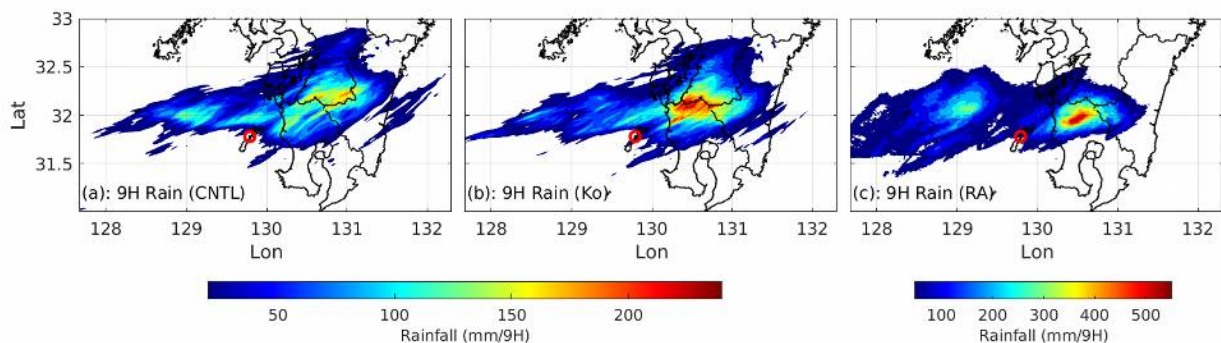 33
32.5
32
31.5
Lat
(a): 9H Rain (CNTL)
(b): 9H Rain (Ko)
(c): 9H Rain (RA)
128 129 130 131 132
128 129 130 131 132
128 129 130 131 132
Lon Lon Lon
50 100 150 200
Rainfall (mm/9H)
100 200 300 400 500
Rainfall (mm/9H)